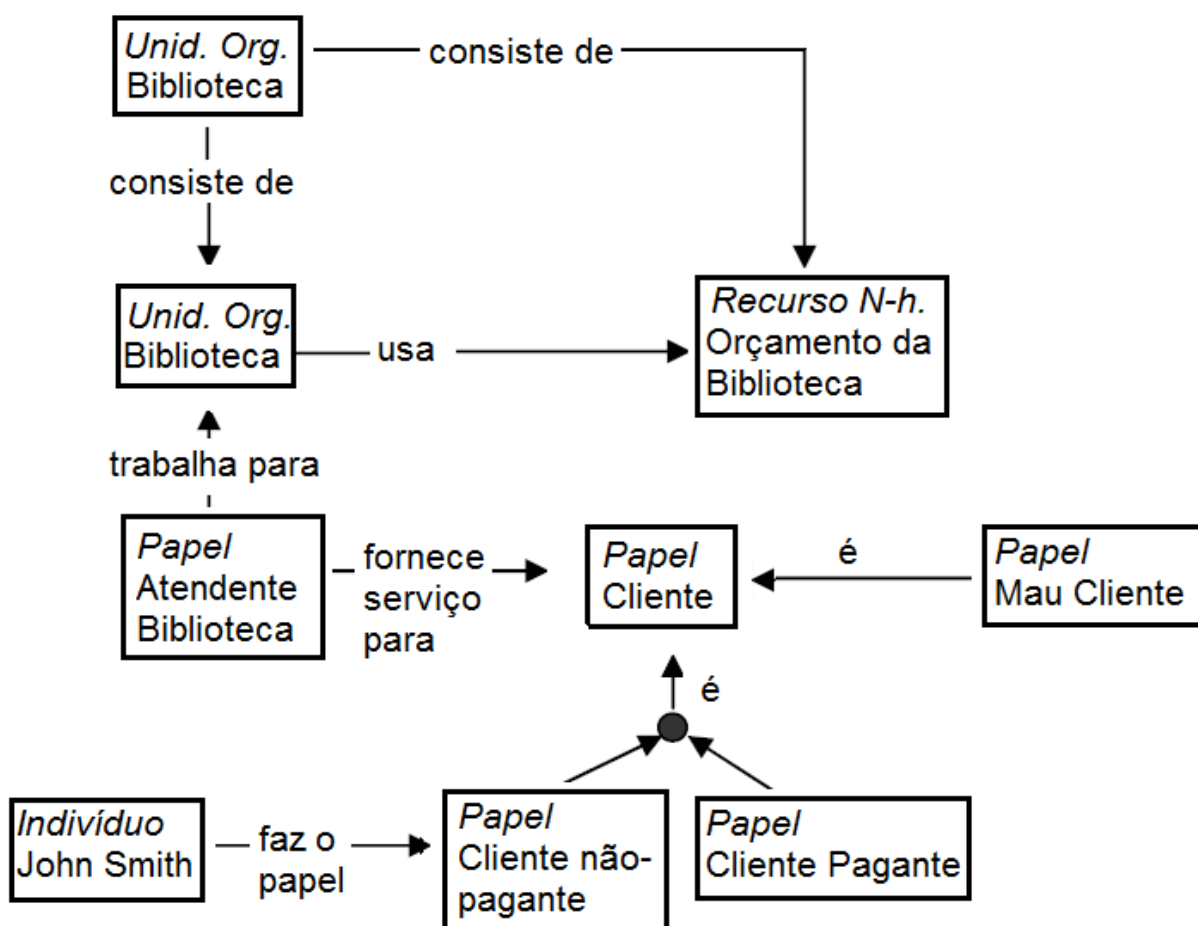 Unid. Org.
Biblioteca
consiste de
consiste de
Unid. Org.
Biblioteca
usa
Recurso N-h.
Orçamento da
Biblioteca
trabalha para
Papel
Atendente
Biblioteca
fornece
serviço
para
Papel
Cliente
é
Papel
Mau Cliente
é
Indivíduo
John Smith
faz o
papel
Papel
Cliente não-
pagante
Papel
Cliente Pagante